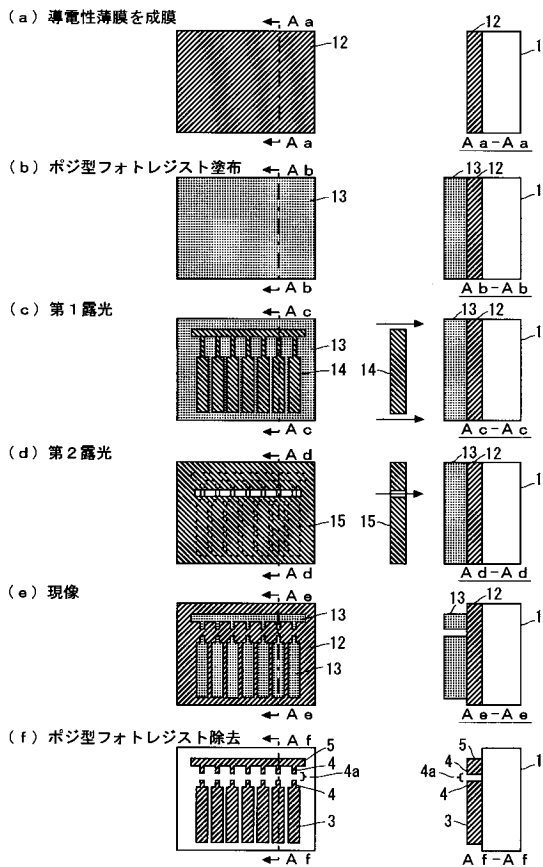 (a)導電性薄膜を成膜
Aa
12
12
1
Aa
Aa-Aa
(b)ポジ型フォトレジスト塗布
Ab
13
13 12
1
Ab
Ab-Ab
(c)第1露光
Ac
13 12
13
14
14
1
Ac
Ac-Ac
(d)第2露光
Ad
13 12
1
15
15
Ad
Ad-Ad
(e)現像
Ae
13
12
13
13 12
1
Ae
Ae-Ae
(f)ポジ型フォトレジスト除去
Af
5
4
4a
4
3
5
4
4a
4
3
1
Af
Af-Af